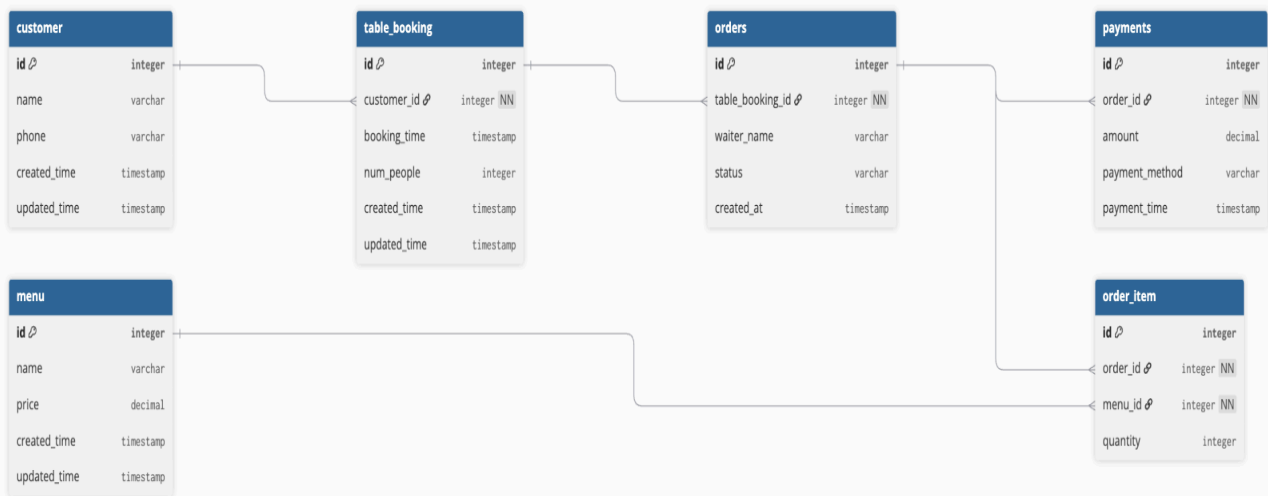 customer
id integer
name varchar
phone varchar
created_time timestamp
updated_time timestamp
table_booking
id integer
customer_id integer NN
booking_time timestamp
num_people integer
created_time timestamp
updated_time timestamp
orders
id integer
table_booking_id integer NN
waiter_name varchar
status varchar
created_at timestamp
payments
id integer
order_id integer NN
amount decimal
payment_method varchar
payment_time timestamp
menu
id integer
name varchar
price decimal
created_time timestamp
updated_time timestamp
order_item
id integer
order_id integer NN
menu_id integer NN
quantity integer